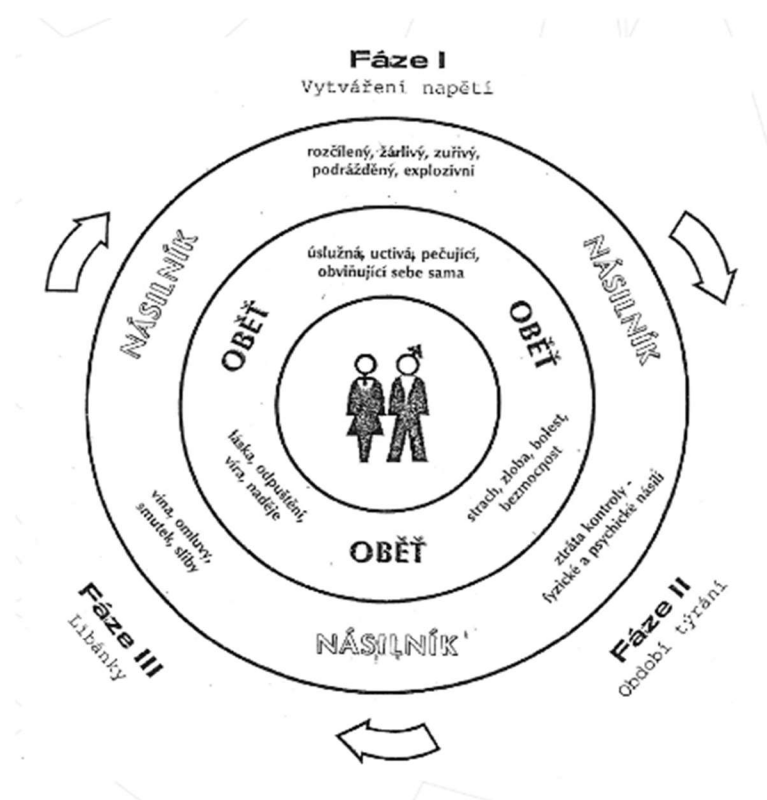 Fáze I
Vytváření napětí
rozčílený, žárlivý, zuřivý,
podrážděný, explozivní
NÁSILNÍK
NÁSILNÍK
úslužná, uctivá, pečující,
obviňující sebe sama
OBĚŤ
OBĚŤ
láska, odpuštění,
víra, naděje
strach, zloba, bolest,
bezmocnost
vina, omluvy,
smutek, sliby
ztráta kontroly -
fyzické a psychické násilí
OBĚŤ
NÁSILNÍK
Fáze III
Líbánky
Fáze II
Období týrání